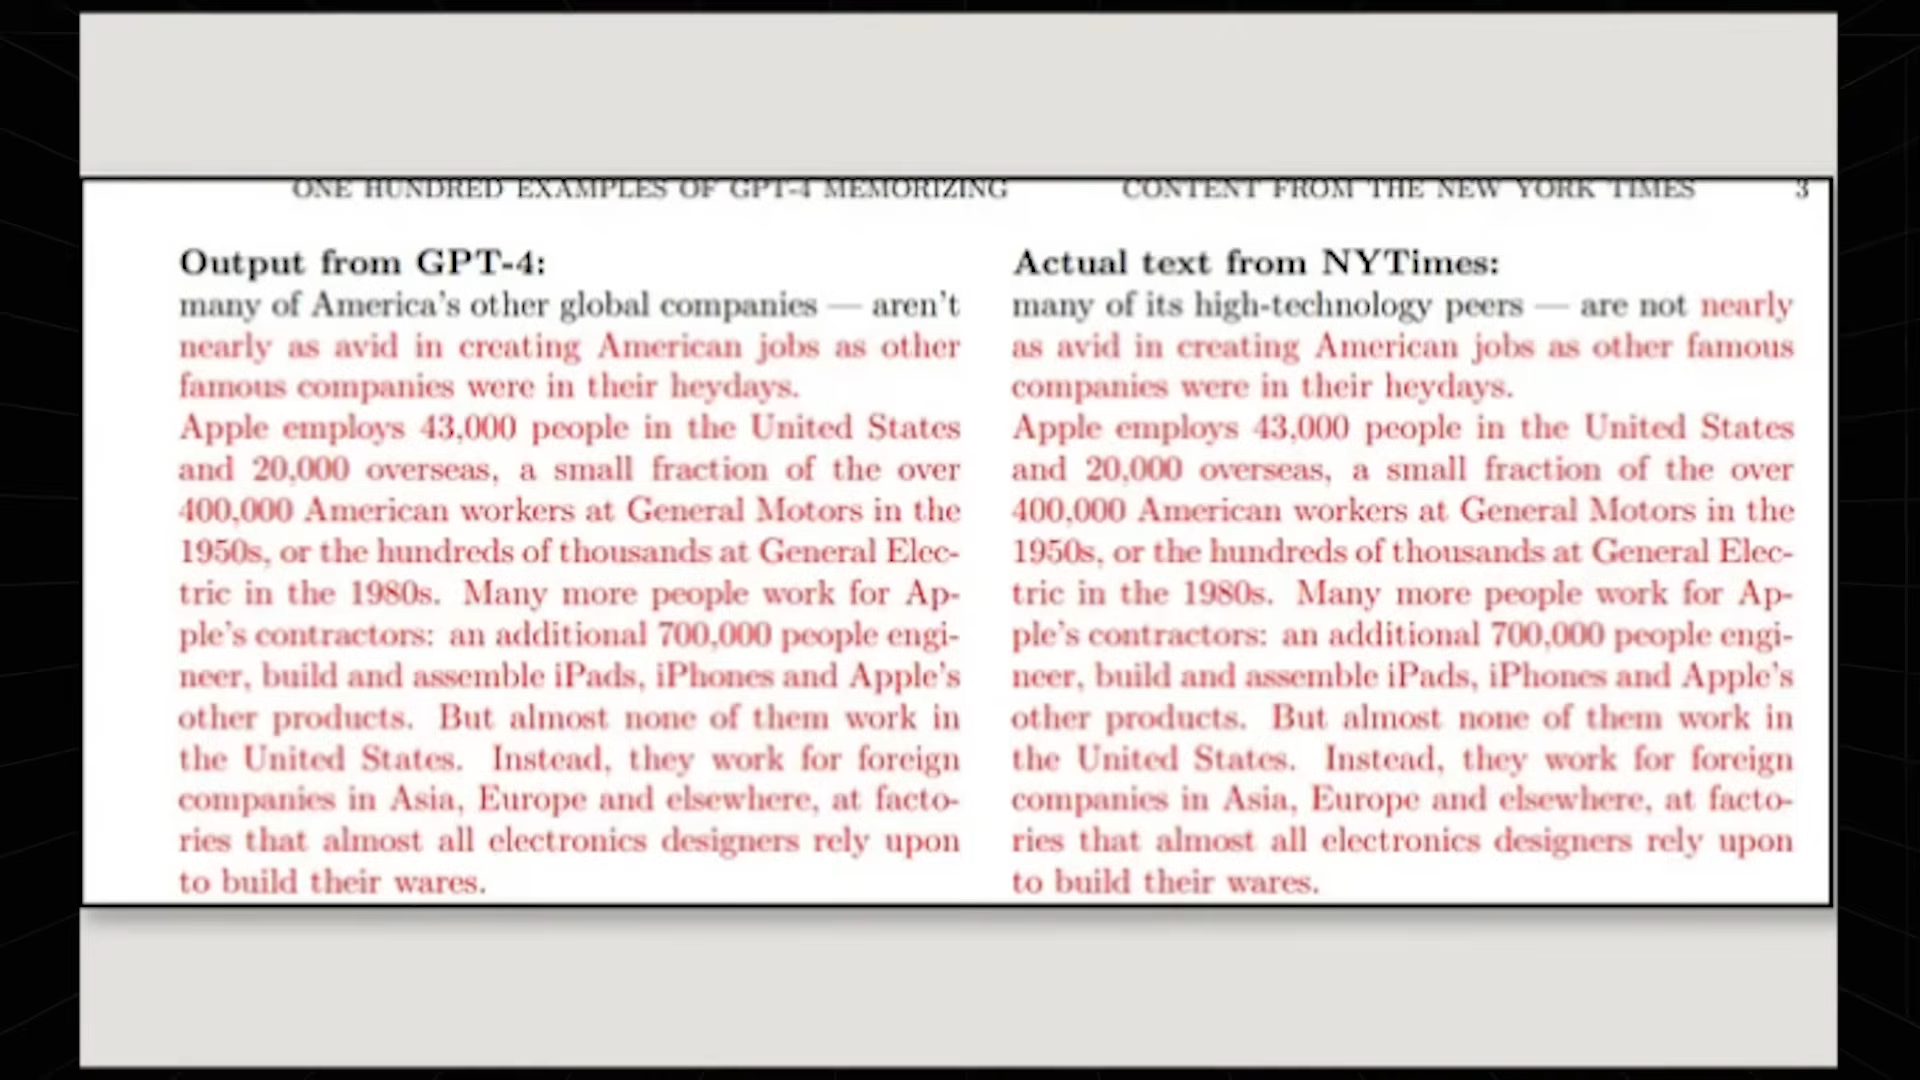 ONE HUNDRED EXAMPLES OF GPT-4 MEMORIZING CONTENT FROM THE NEW YORK TIMES 3
Output from GPT-4:
many of America's other global companies — aren't
nearly as avid in creating American jobs as other
famous companies were in their heydays.
Apple employs 43,000 people in the United States
and 20,000 overseas, a small fraction of the over
400,000 American workers at General Motors in the
1950s, or the hundreds of thousands at General Elec-
tric in the 1980s. Many more people work for Ap-
ple's contractors: an additional 700,000 people engi-
neer, build and assemble iPads, iPhones and Apple's
other products. But almost none of them work in
the United States. Instead, they work for foreign
companies in Asia, Europe and elsewhere, at facto-
ries that almost all electronics designers rely upon
to build their wares.
Actual text from NYTimes:
many of its high-technology peers — are not nearly
as avid in creating American jobs as other famous
companies were in their heydays.
Apple employs 43,000 people in the United States
and 20,000 overseas, a small fraction of the over
400,000 American workers at General Motors in the
1950s, or the hundreds of thousands at General Elec-
tric in the 1980s. Many more people work for Ap-
ple's contractors: an additional 700,000 people engi-
neer, build and assemble iPads, iPhones and Apple's
other products. But almost none of them work in
the United States. Instead, they work for foreign
companies in Asia, Europe and elsewhere, at facto-
ries that almost all electronics designers rely upon
to build their wares.